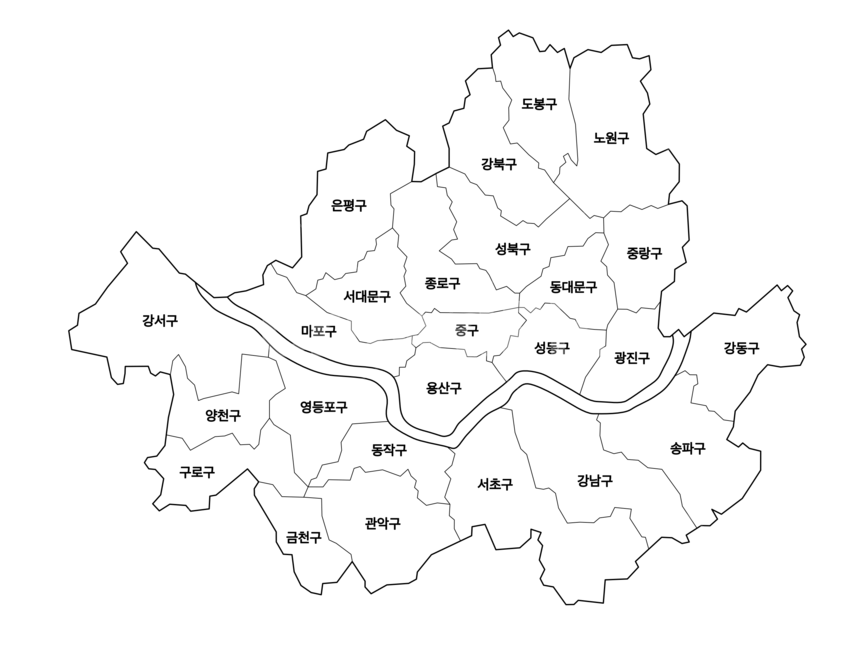 도봉구
노원구
강북구
은평구
성북구
중랑구
종로구
동대문구
서대문구
강서구
마포구
중구
성동구
광진구
강동구
용산구
양천구
영등포구
동작구
송파구
구로구
서초구
강남구
관악구
금천구